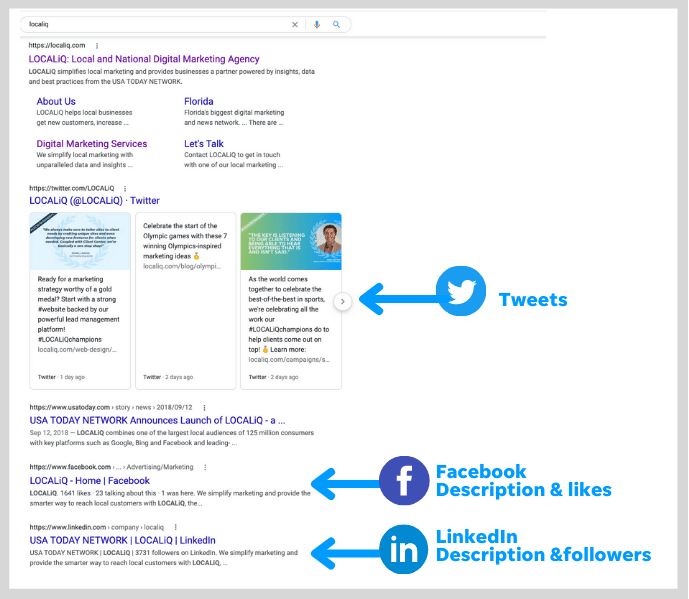 localiq
https://localiq.com
LOCALiQ: Local and National Digital Marketing Agency
LOCALiQ simplifies local marketing and provides businesses a partner powered by insights, data
and best practices from the USA TODAY NETWORK.
About Us
LOCALiQ helps local businesses
get new customers, increase ...
Florida
Florida's biggest digital marketing
and news network. ... There are ...
Digital Marketing Services
We simplify local marketing with
unparalleled data and insights ...
Let's Talk
Contact LOCALiQ to get in touch
with one of our local marketing ...
https://twitter.com/LOCALiQ
LOCALiQ (@LOCALiQ) · Twitter
Ready for a marketing
strategy worthy of a gold
medal? Start with a strong
#website backed by our
powerful lead management
platform!
#LOCALiQchampions
localiq.com/web-design/...
Twitter · 1 day ago
Celebrate the start of the
Olympic games with these 7
winning Olympics-inspired
marketing ideas 🏅
localiq.com/blog/olympi...
Twitter · 2 days ago
"THE KEY IS LISTENING
TO OUR CLIENTS AND
BEING ABLE TO HEAR
EVERYTHING THAT IS
AND ISN'T SAID."
As the world comes
together to celebrate the
best-of-the-best in sports,
we're celebrating all the
work our
#LOCALiQchampions do to
help clients come out on
top! 🏅 Learn more:
localiq.com/campaigns/s...
Twitter · 2 days ago
Tweets
https://www.usatoday.com › story › news › 2018/09/12
USA TODAY NETWORK Announces Launch of LOCALiQ - a ...
Sep 12, 2018 — LOCALiQ combines one of the largest local audiences of 125 million consumers
with key platforms such as Google, Bing and Facebook and leading- ...
https://www.facebook.com › ... › Advertising/Marketing
LOCALiQ - Home | Facebook
LOCALiQ. 1641 likes · 23 talking about this · 1 was here. We simplify marketing and provide the
smarter way to reach local customers with LOCALiQ, the...
Facebook
Description & likes
https://www.linkedin.com › company › localiq
USA TODAY NETWORK | LOCALiQ | LinkedIn
USA TODAY NETWORK | LOCALiQ | 3731 followers on LinkedIn. We simplify marketing and
provide the smarter way to reach local customers with LOCALiQ, ...
LinkedIn
Description &followers